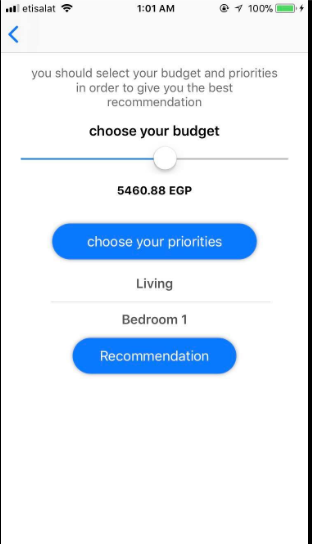 etisalat 1:01 AM 100%
you should select your budget and priorities
in order to give you the best
recommendation
choose your budget
5460.88 EGP
choose your priorities
Living
Bedroom 1
Recommendation